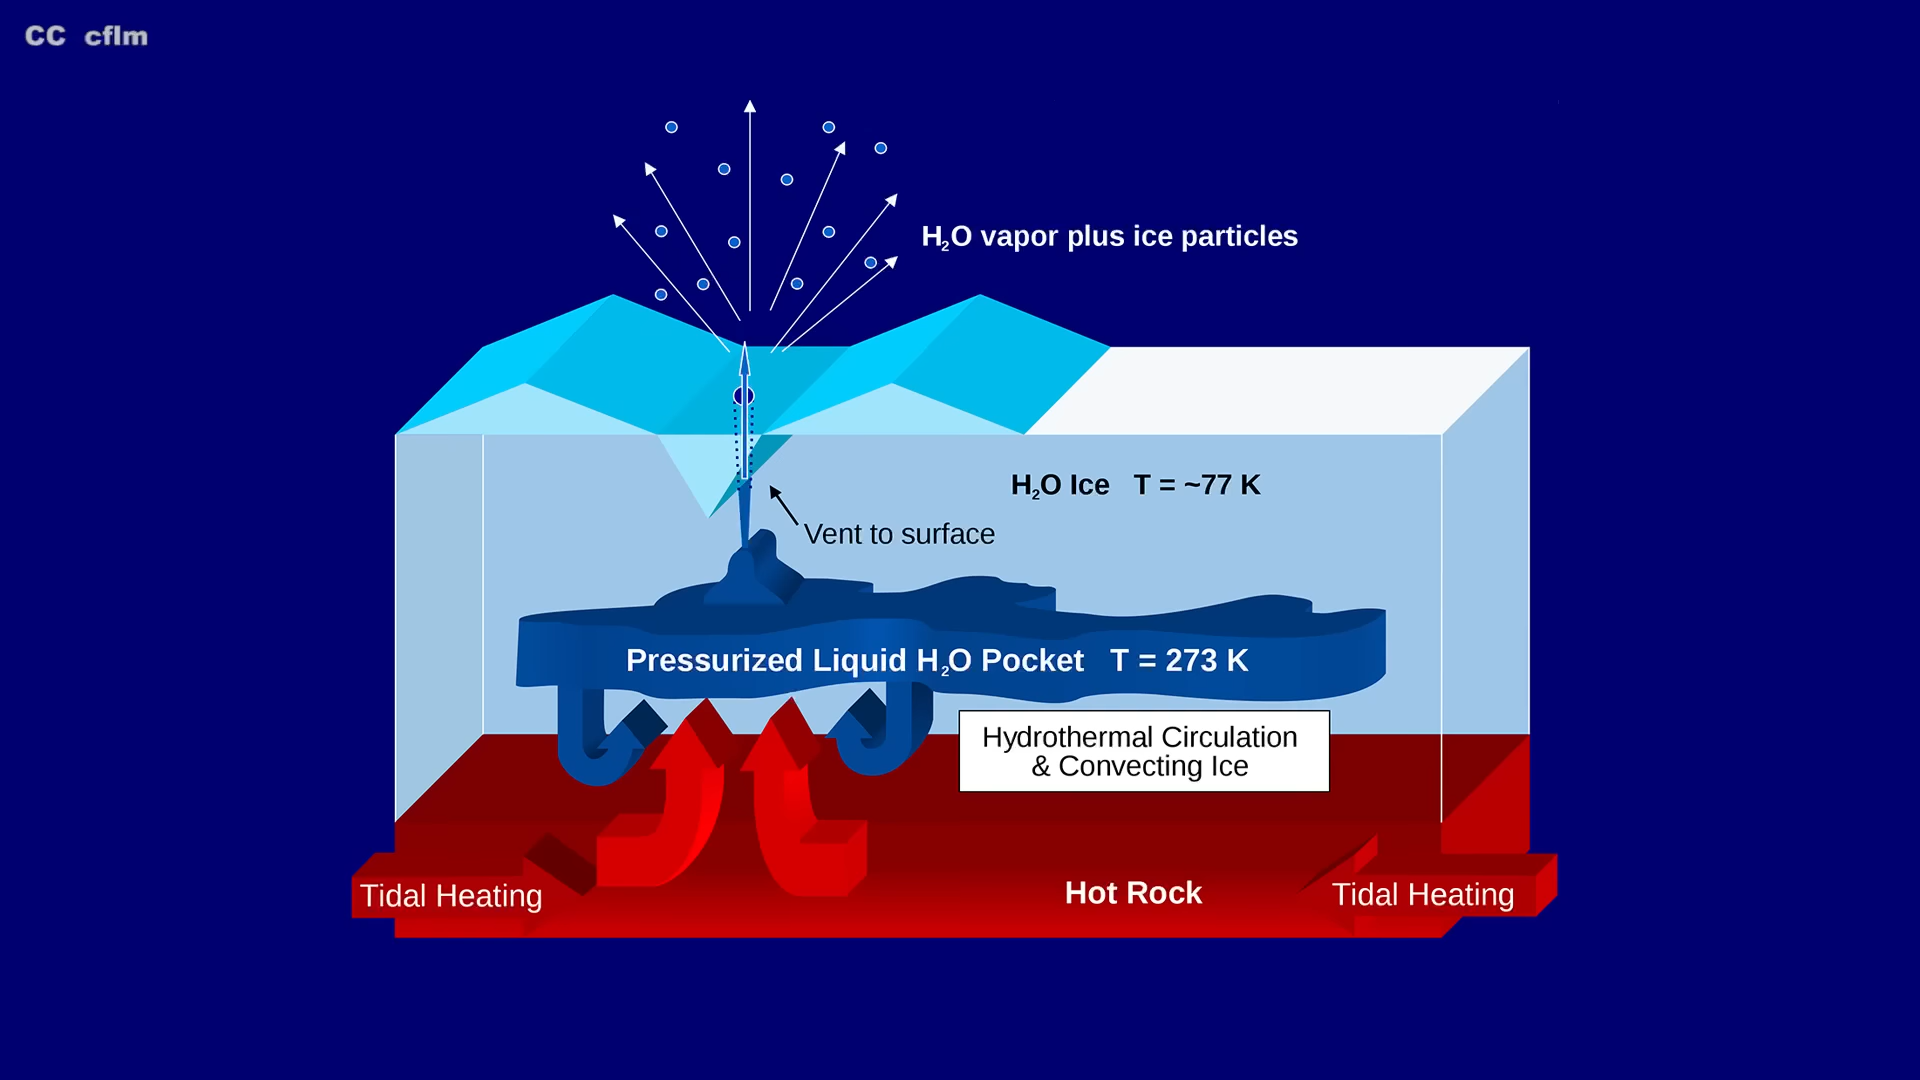 CC cflm
H₂O vapor plus ice particles
H₂O Ice T = ~77 K
Vent to surface
Pressurized Liquid H₂O Pocket T = 273 K
Hydrothermal Circulation
& Convecting Ice
Tidal Heating
Hot Rock
Tidal Heating